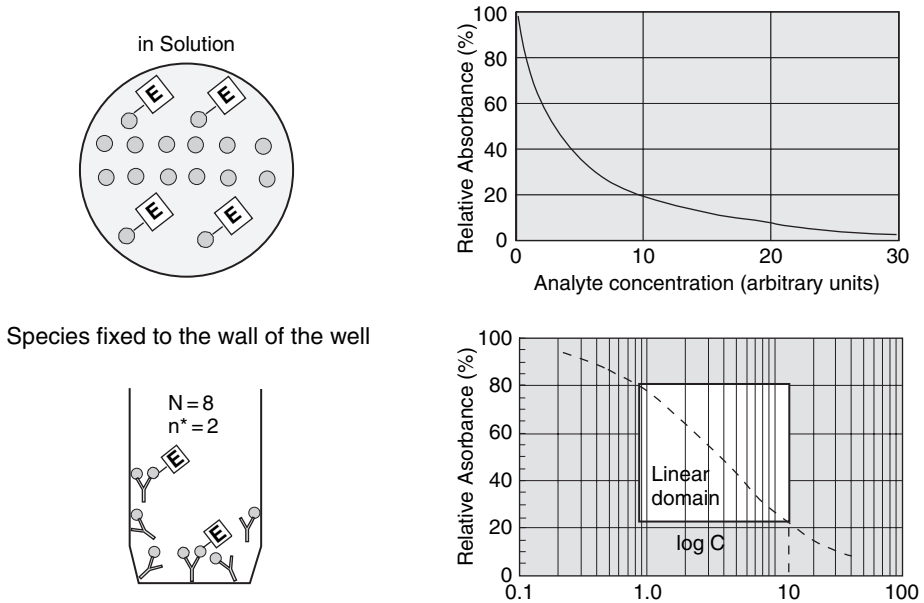 in Solution
E
E
E
E
Species fixed to the wall of the well
N = 8
n* = 2
E
E
Relative Absorbance (%)
100
80
60
40
20
0
0 10 20 30
Analyte concentration (arbitrary units)
Relative Asorbance (%)
100
80
60
40
20
0
Linear
domain
log C
0.1 1.0 10 100